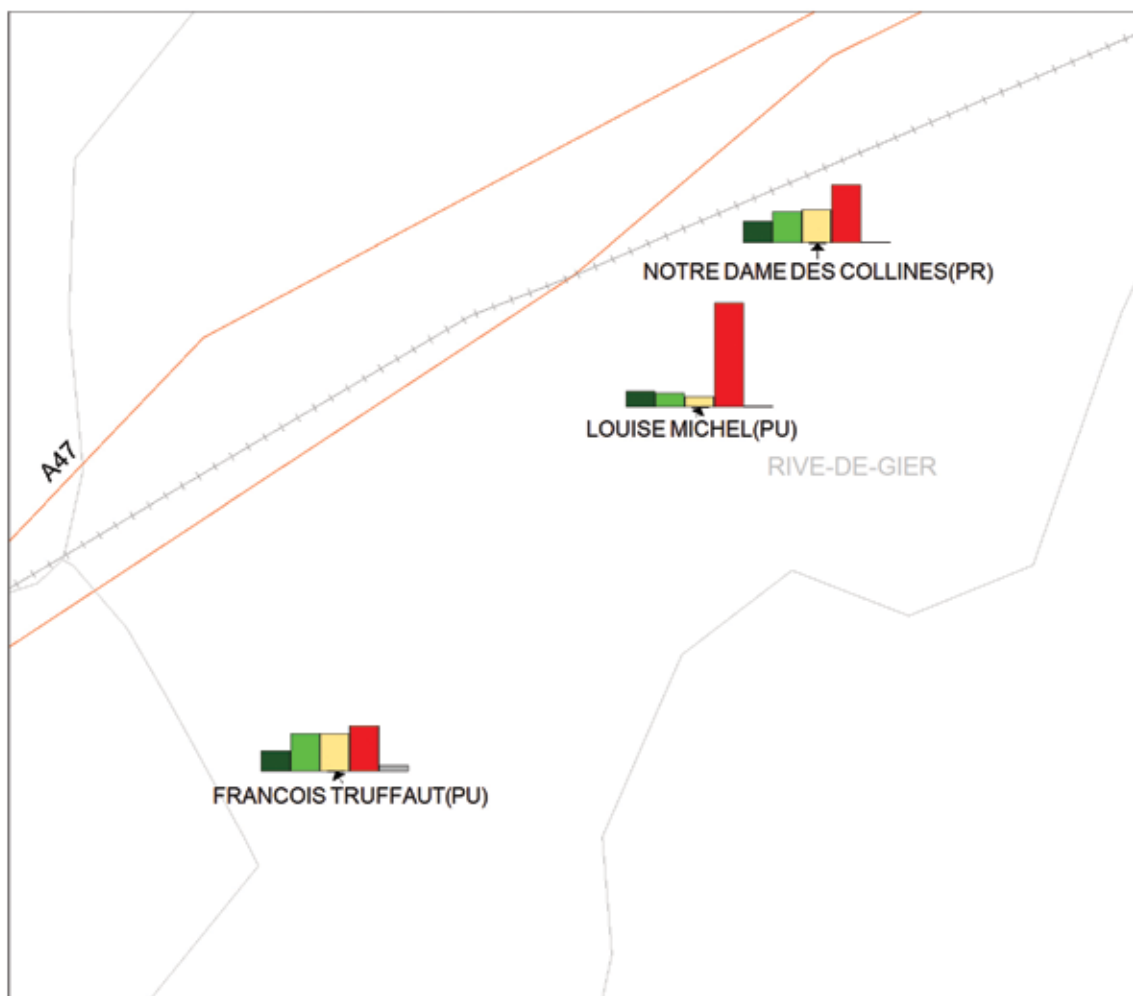 NOTRE DAME DES COLLINES(PR)
LOUISE MICHEL(PU)
A47
RIVE-DE-GIER
FRANCOIS TRUFFAUT(PU)